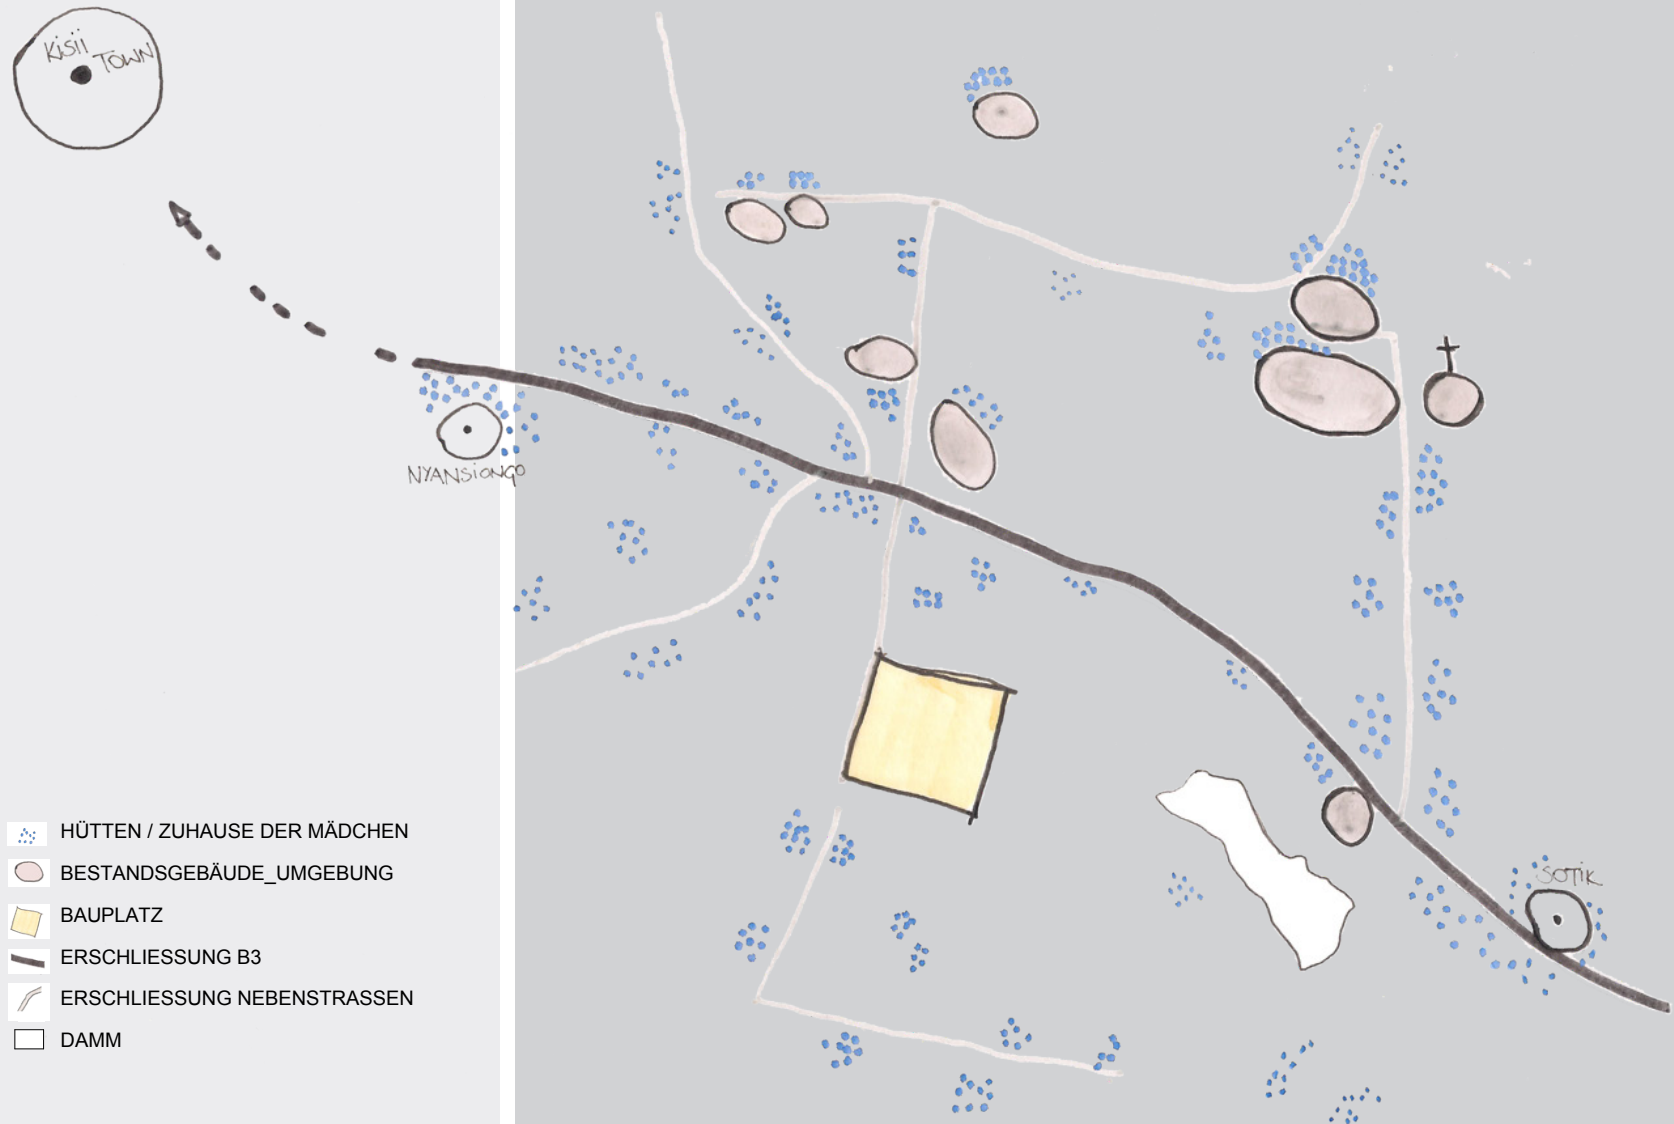 Kisii
TOWN
NYANSiONGO
SOTiK
HÜTTEN / ZUHAUSE DER MÄDCHEN
BESTANDSGEBÄUDE_UMGEBUNG
BAUPLATZ
ERSCHLIESSUNG B3
ERSCHLIESSUNG NEBENSTRASSEN
DAMM